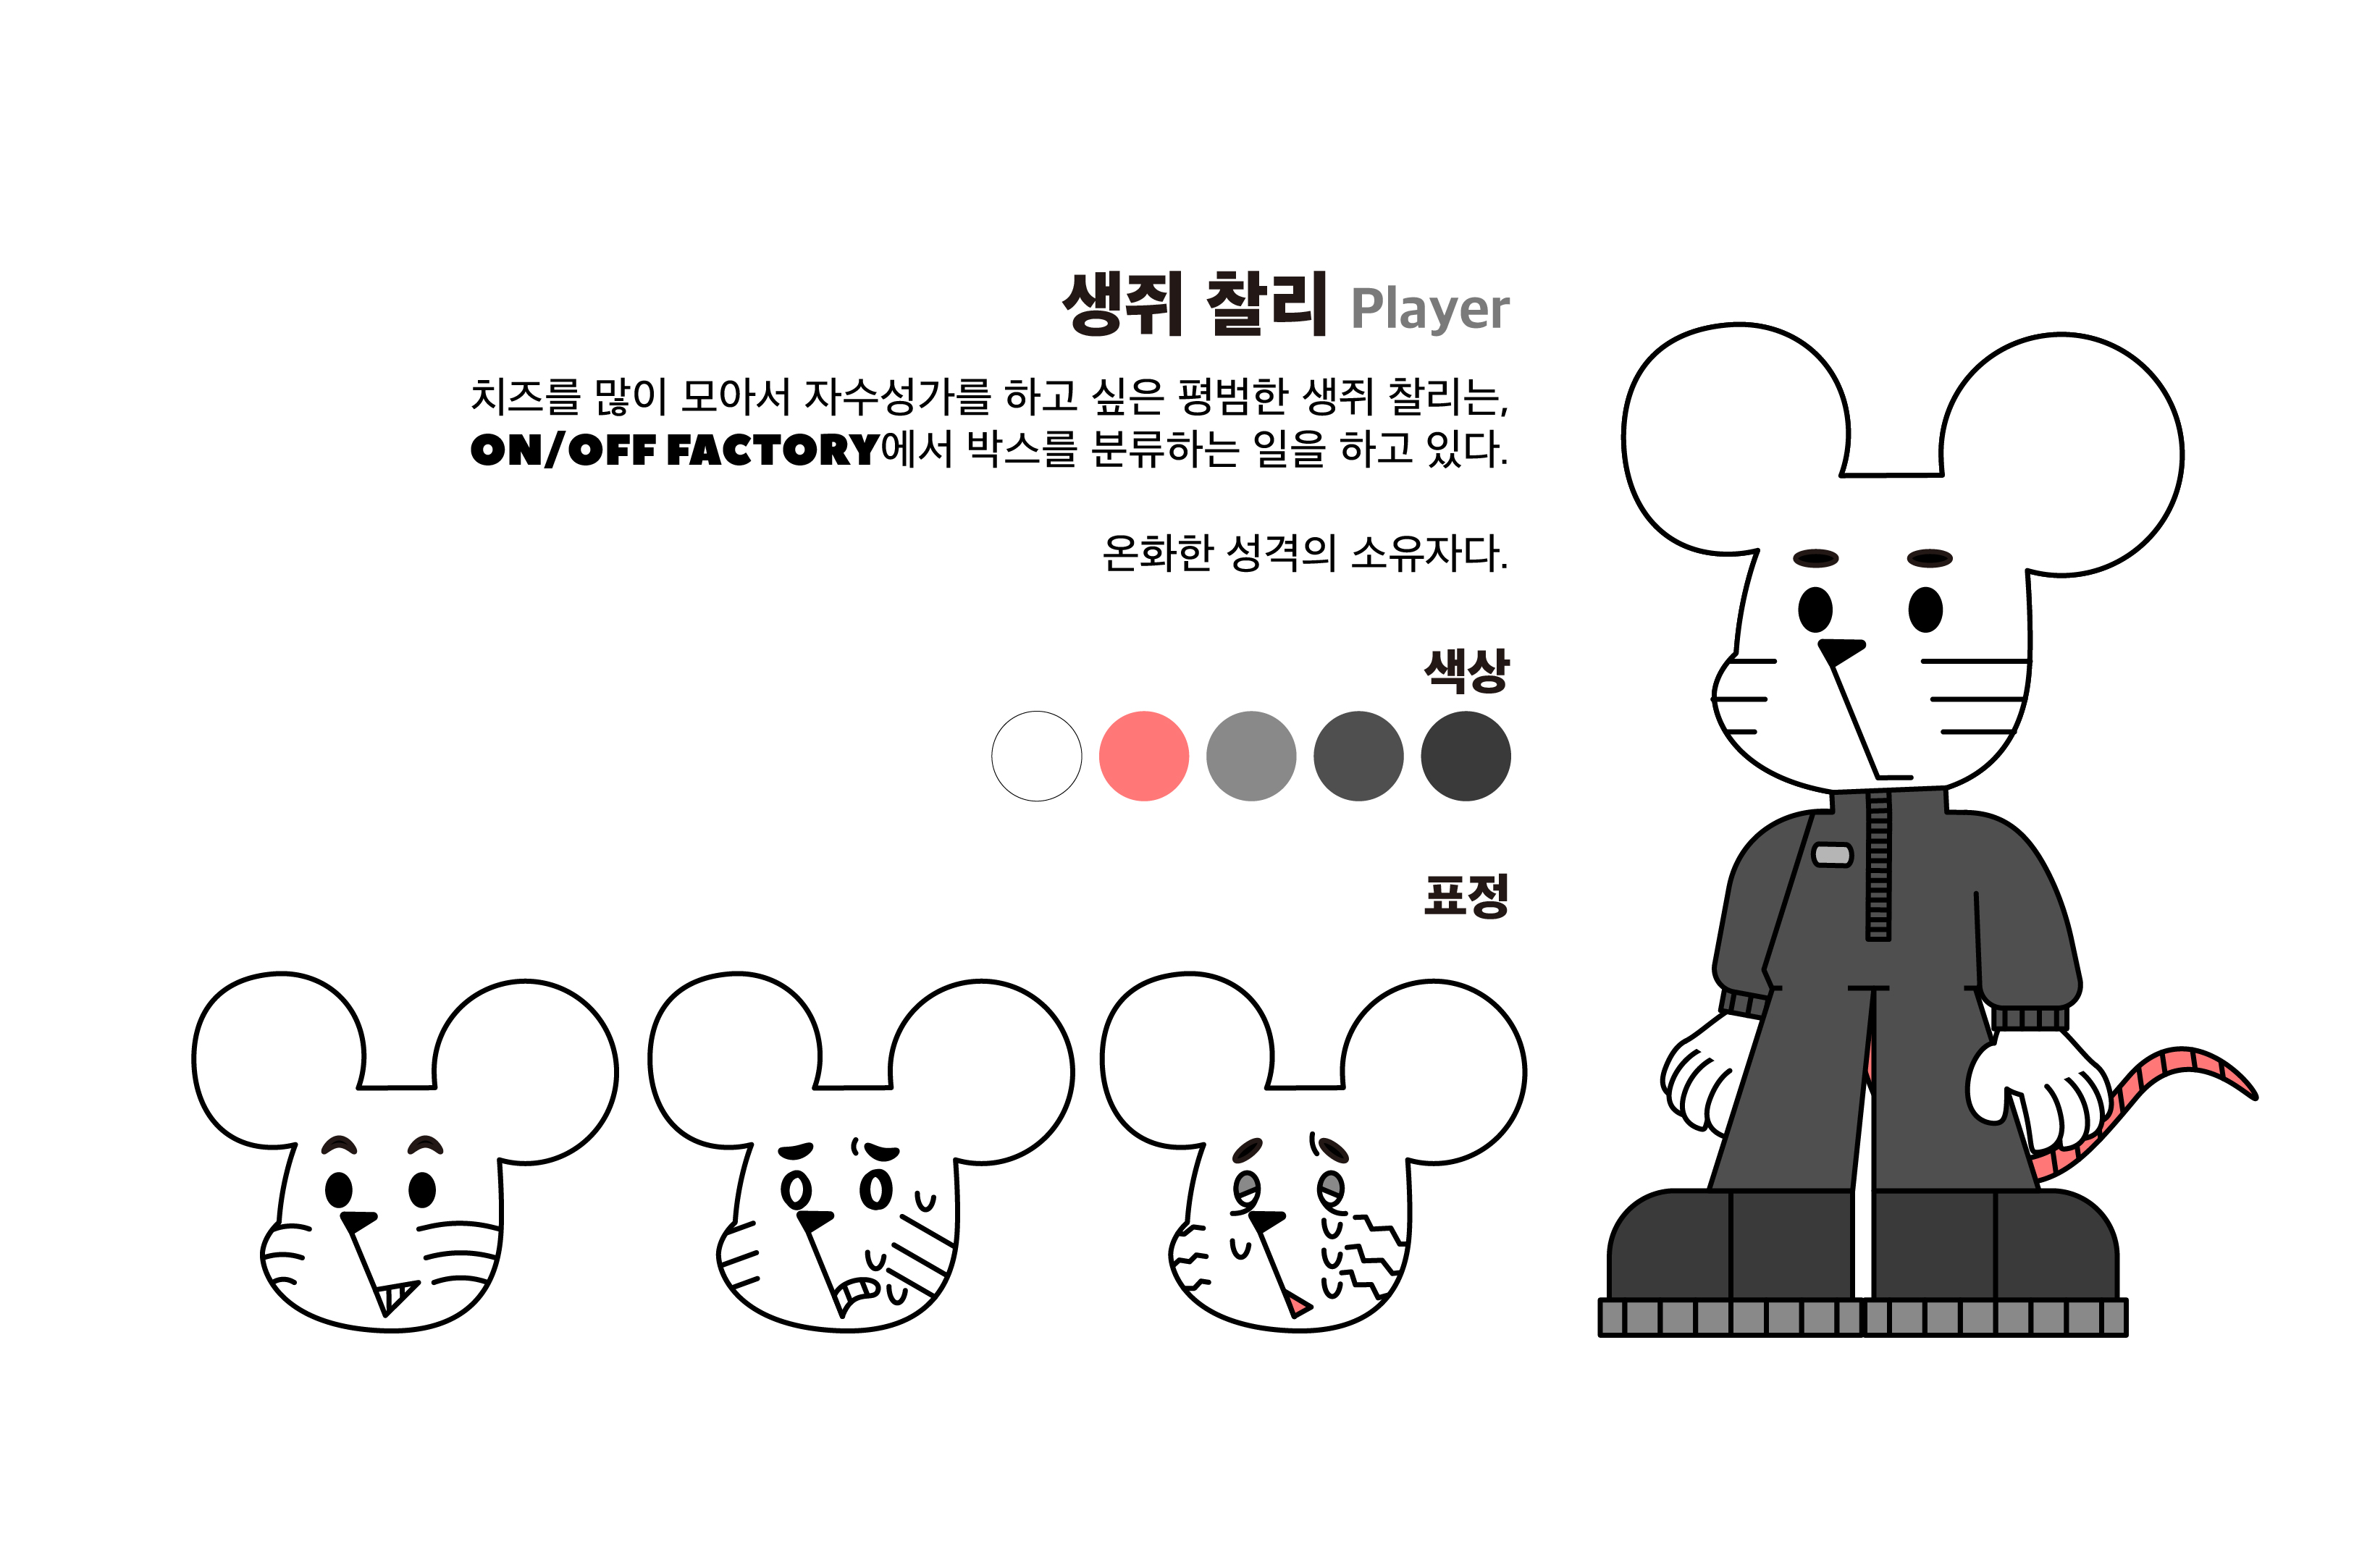 생쥐 찰리 Player
치즈를 많이 모아서 자수성가를 하고 싶은 평범한 생쥐 찰리는,
ON/OFF FACTORY에서 박스를 분류하는 일을 하고 있다.
온화한 성격의 소유자다.
색상
표정